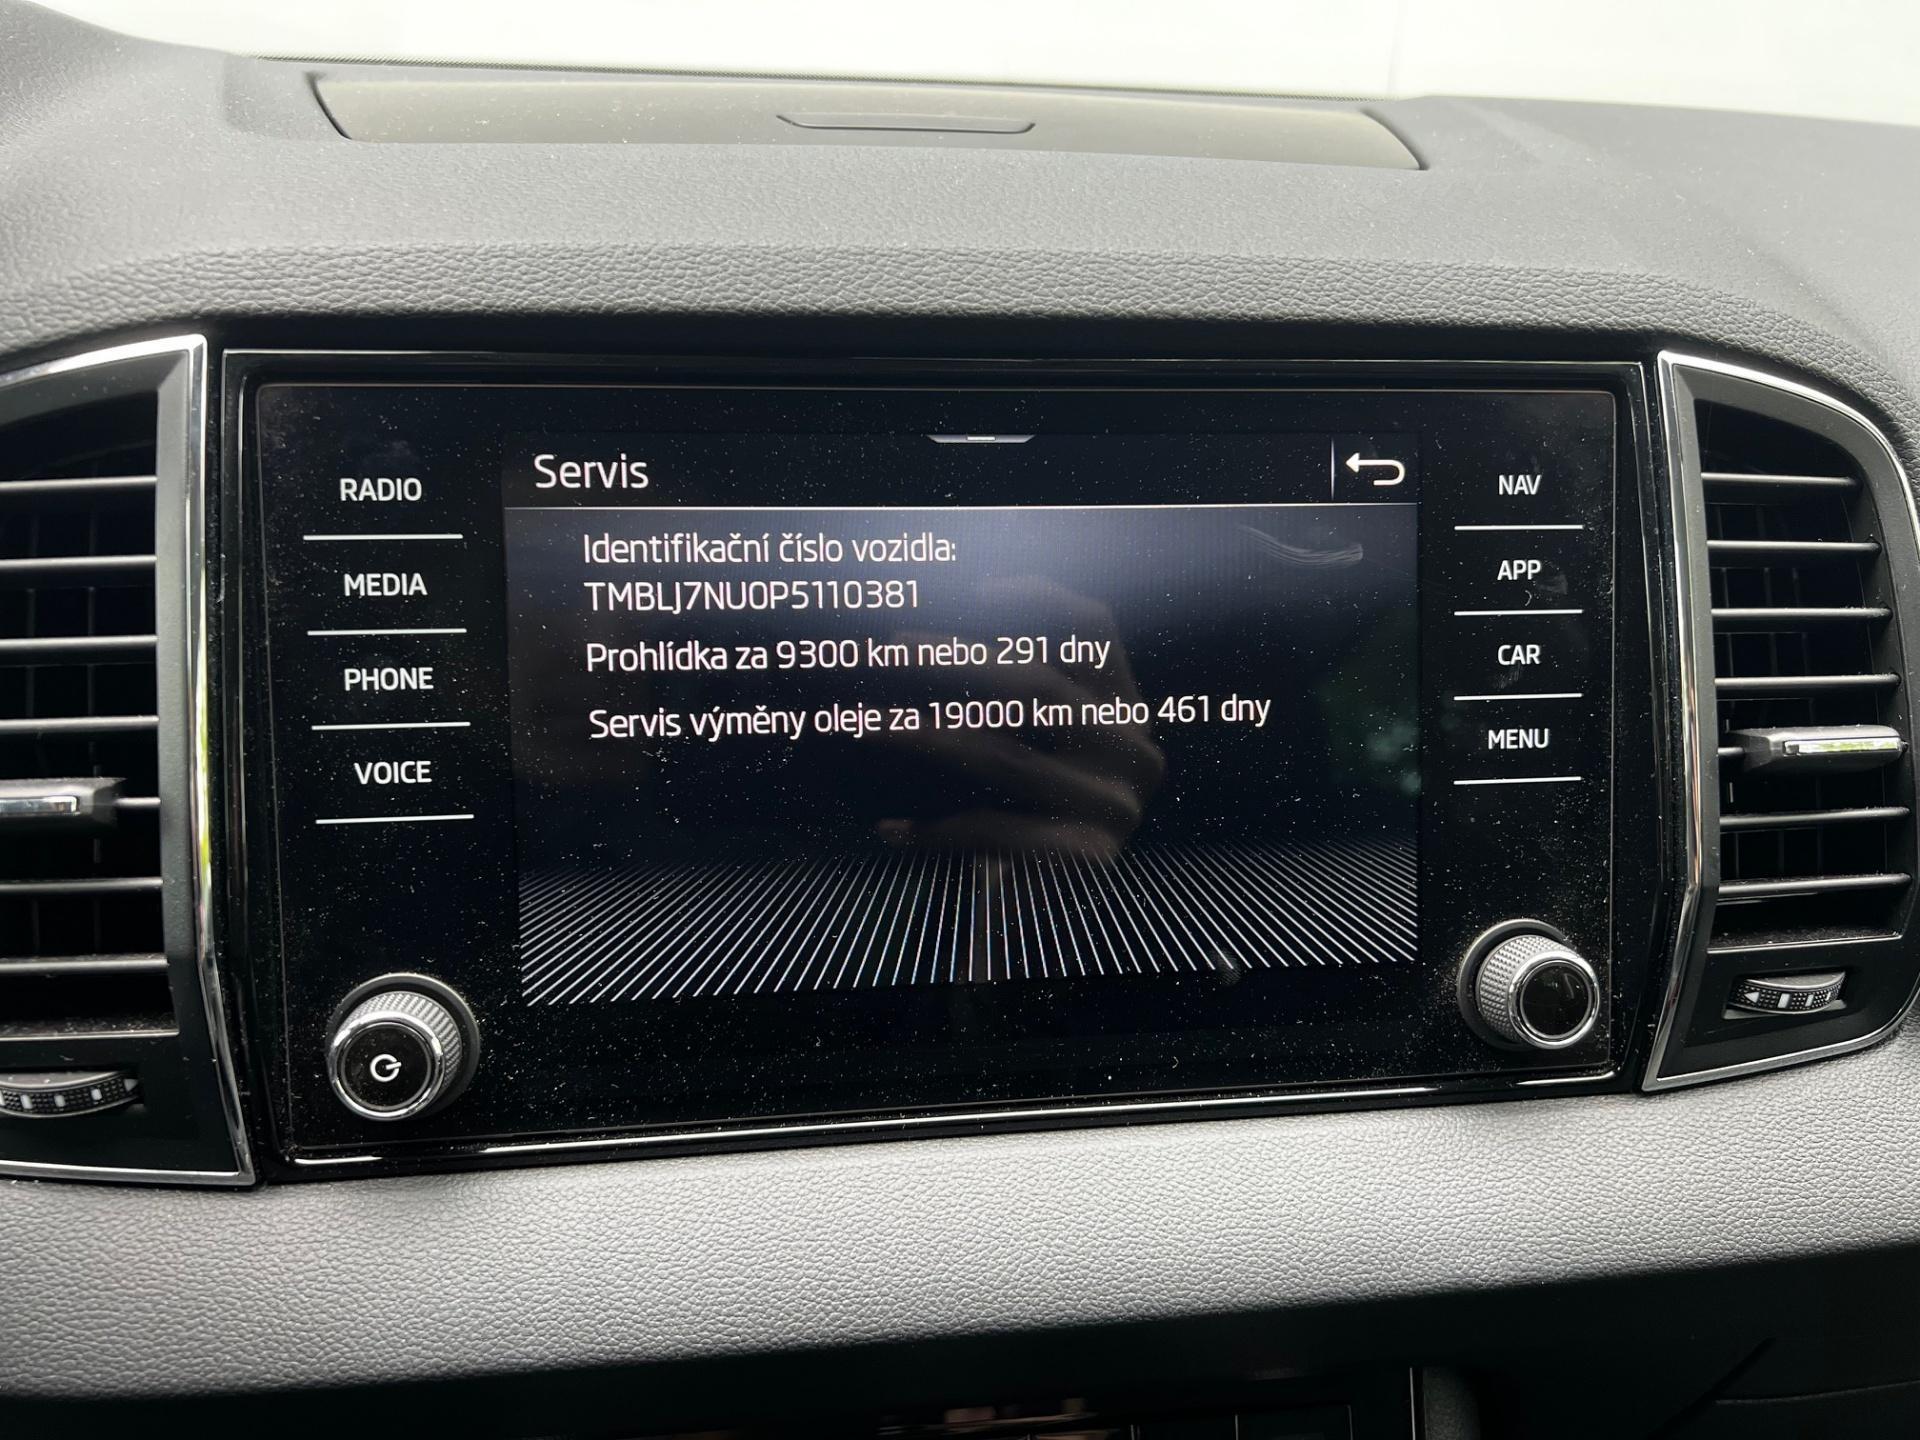 Servis
RADIO
MEDIA
PHONE
VOICE
Identifikační číslo vozidla:
TMBLJ7NU0P5110381
Prohlídka za 9300 km nebo 291 dny
Servis výměny oleje za 19000 km nebo 461 dny
NAV
APP
CAR
MENU